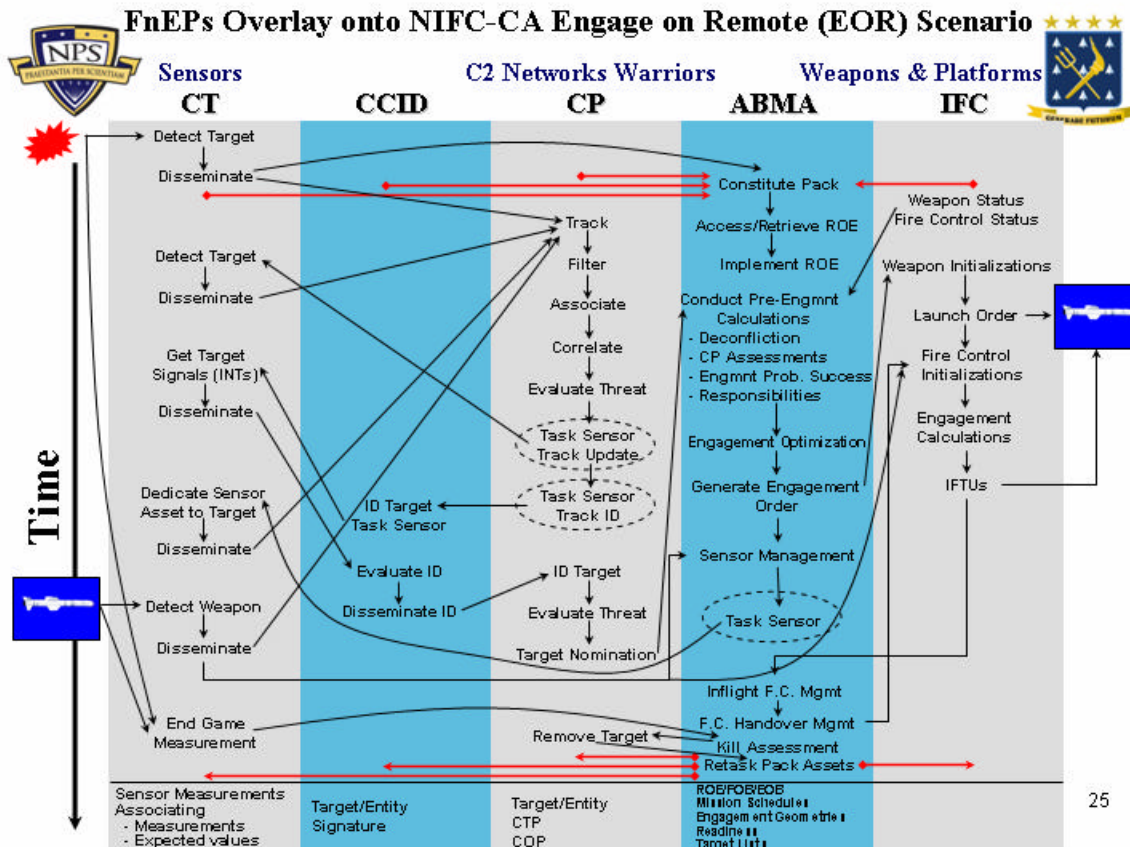 FnEPs Overlay onto NIFC-CA Engage on Remote (EOR) Scenario
NPS
PRAESTANTIA PER SCIENTIAM
Sensors
C2 Networks Warriors
Weapons & Platforms
CT
CCID
CP
ABMA
IFC
Time
Detect Target
Disseminate
Detect Target
Disseminate
Get Target
Signals (INTs)
Disseminate
Dedicate Sensor
Asset to Target
Disseminate
Detect Weapon
Disseminate
End Game
Measurement
ID Target
Task Sensor
Evaluate ID
Disseminate ID
Track
Filter
Associate
Correlate
Evaluate Threat
Task Sensor
Track Update
Task Sensor
Track ID
ID Target
Evaluate Threat
Target Nomination
Remove Target
Constitute Pack
Access/Retrieve ROE
Implement ROE
Conduct Pre-Engmnt
Calculations
- Deconfliction
- CP Assessments
- Engmnt Prob. Success
- Responsibilities
Engagement Optimization
Generate Engagement
Order
Sensor Management
Task Sensor
Inflight F.C. Mgmt
F.C. Handover Mgmt
Kill Assessment
Retask Pack Assets
Weapon Status
Fire Control Status
Weapon Initializations
Launch Order
Fire Control
Initializations
Engagement
Calculations
IFTUs
Sensor Measurements
Associating
- Measurements
- Expected values
Target/Entity
Signature
Target/Entity
CTP
COP
ROE/FOB/EOB
Mission Schedules
Engagement Geometries
Readiness
Target Lists
25